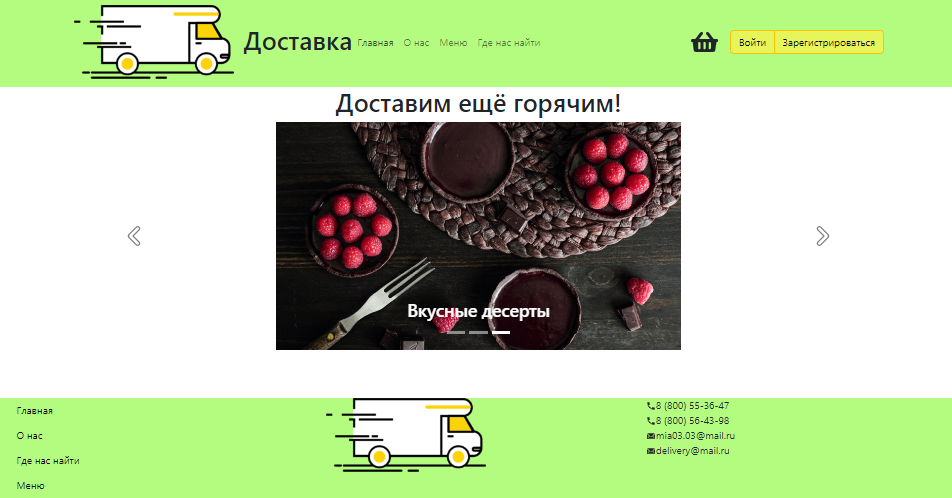 Доставка Главная О нас Меню Где нас найти Войти Зарегистрироваться
Доставим ещё горячим!
Вкусные десерты
Главная
О нас
Где нас найти
Меню
8 (800) 55-36-47
8 (800) 56-43-98
mia03.03@mail.ru
delivery@mail.ru